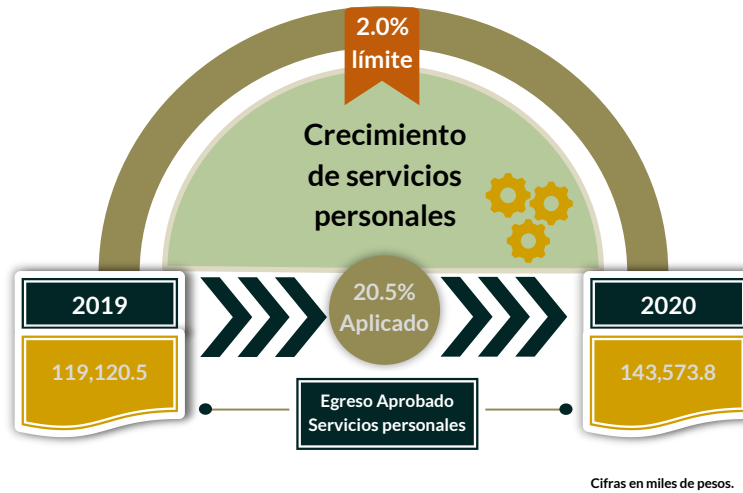 2.0%
límite
Crecimiento
de servicios
personales
2019
20.5%
Aplicado
2020
119,120.5
143,573.8
Egreso Aprobado
Servicios personales
Cifras en miles de pesos.